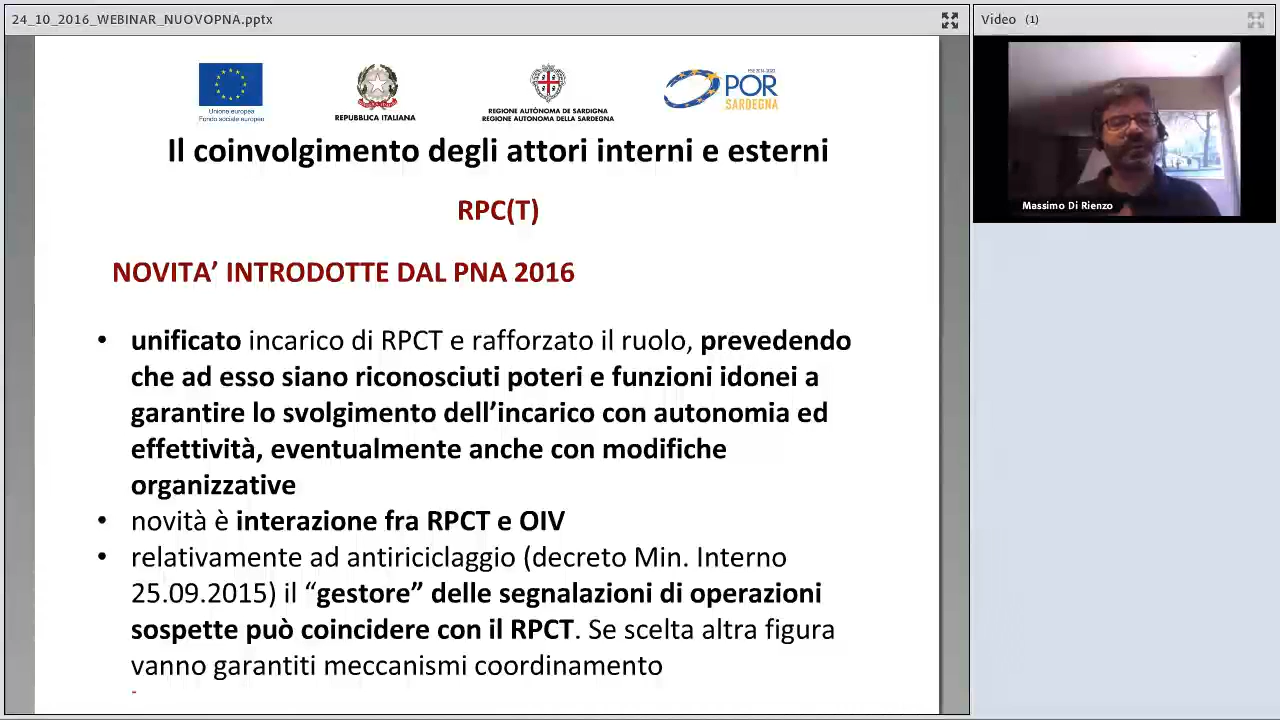 24_10_2016_WEBINAR_NUOVOPNA.pptx
Video (1)
Unione europea
Fondo sociale europeo
REPUBBLICA ITALIANA
REGIONE AUTÒNOMA DE SARDIGNA
REGIONE AUTONOMA DELLA SARDEGNA
POR
SARDEGNA
Massimo Di Rienzo
Il coinvolgimento degli attori interni e esterni
RPC(T)
NOVITA’ INTRODOTTE DAL PNA 2016
• unificato incarico di RPCT e rafforzato il ruolo, prevedendo
che ad esso siano riconosciuti poteri e funzioni idonei a
garantire lo svolgimento dell’incarico con autonomia ed
effettività, eventualmente anche con modifiche
organizzative
• novità è interazione fra RPCT e OIV
• relativamente ad antiriciclaggio (decreto Min. Interno
25.09.2015) il “gestore” delle segnalazioni di operazioni
sospette può coincidere con il RPCT. Se scelta altra figura
vanno garantiti meccanismi coordinamento